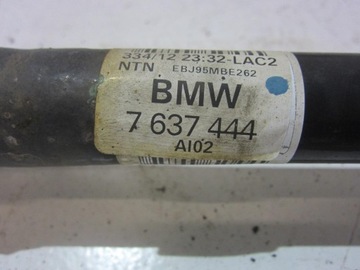 334/12 23:32-LAC2
NTN EBJ95MBE262
BMW
7 637 444
AI02